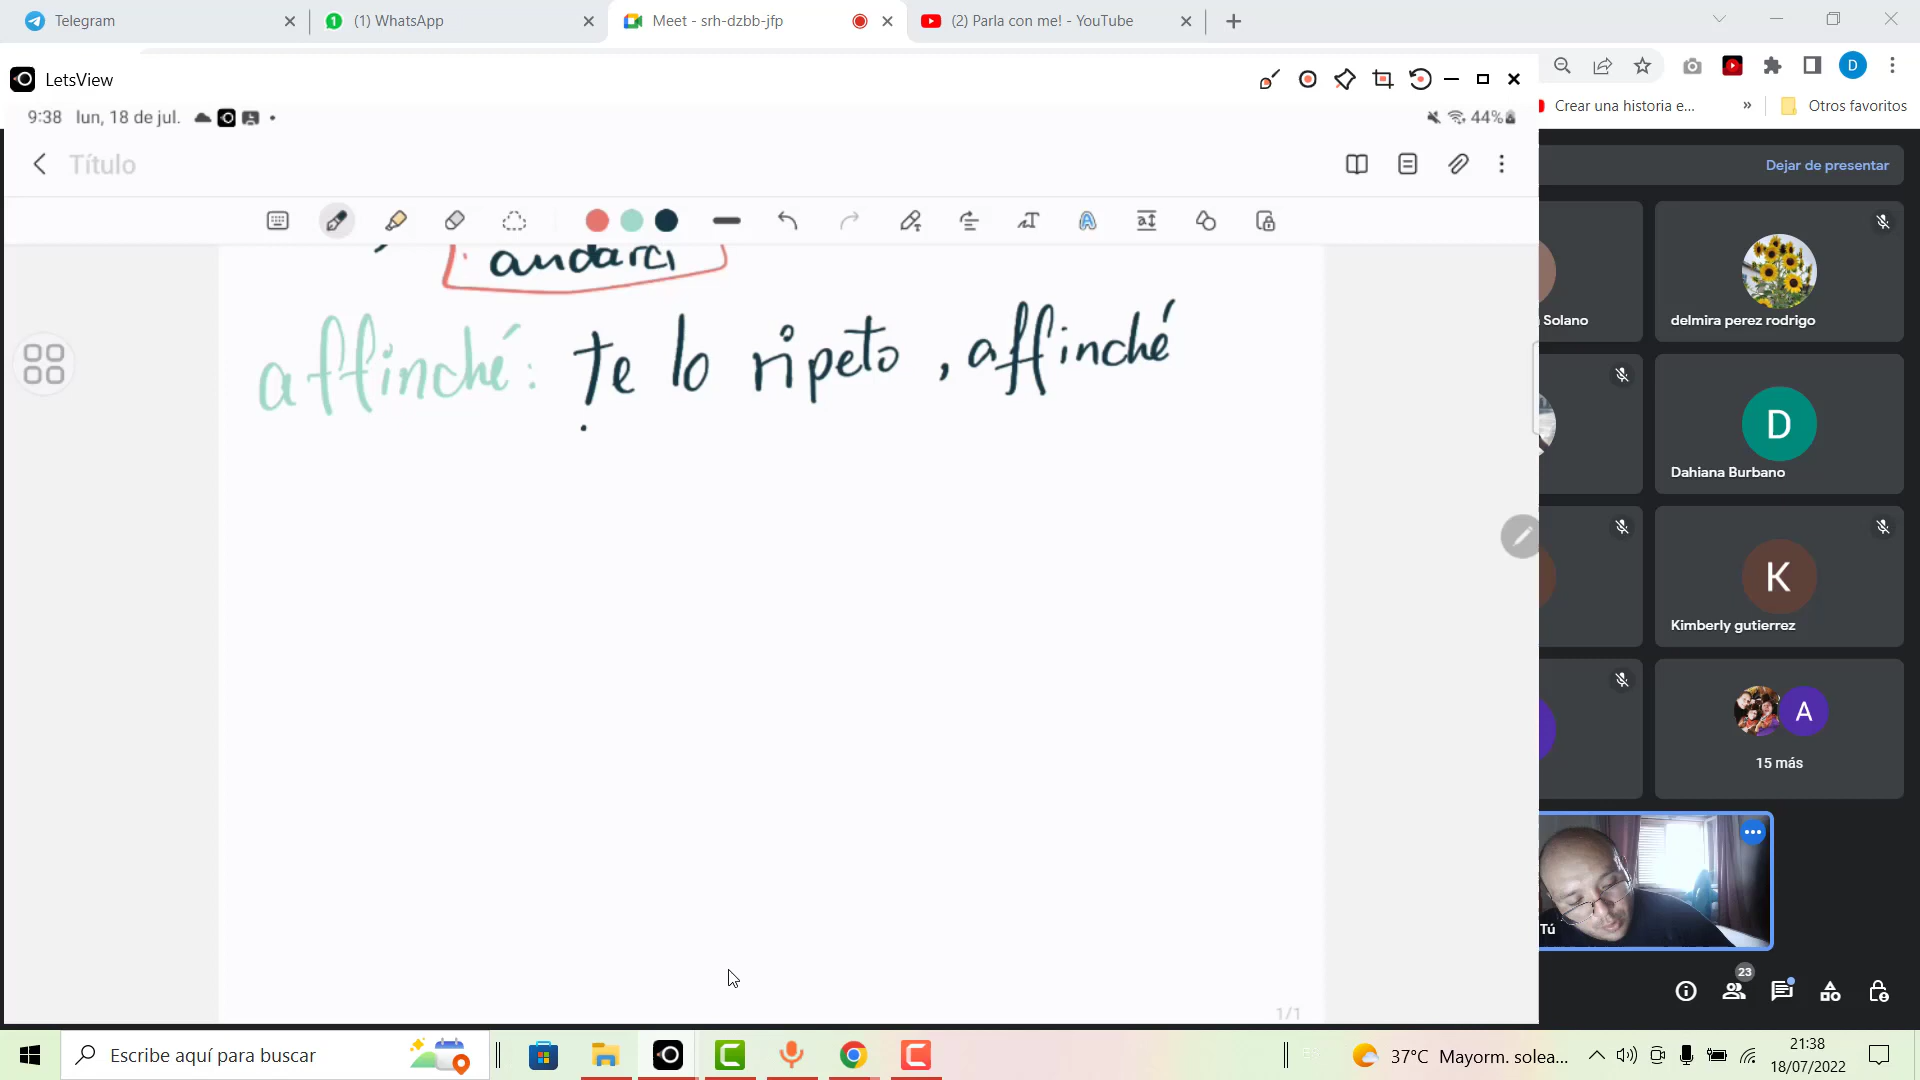 Telegram
(1) WhatsApp
Meet - srh-dzbb-jfp
(2) Parla con me! - YouTube
LetsView
D
Crear una historia e...
»
Otros favoritos
9:38 lun, 18 de jul.
44%
Título
Dejar de presentar
andarci
affinché: te lo ripeto, affinché
Solano
delmira perez rodrigo
D
Dahiana Burbano
K
Kimberly gutierrez
A
15 más
Tú
23
1/1
Escribe aquí para buscar
37°C Mayorm. solea...
21:38
18/07/2022